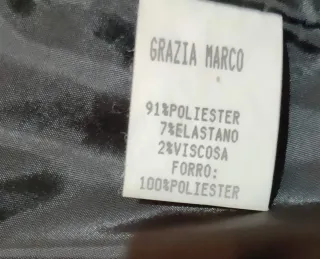 GRAZIA MARCO
91%POLIESTER
7%ELASTANO
2%VISCOSA
FORRO:
100%POLIESTER